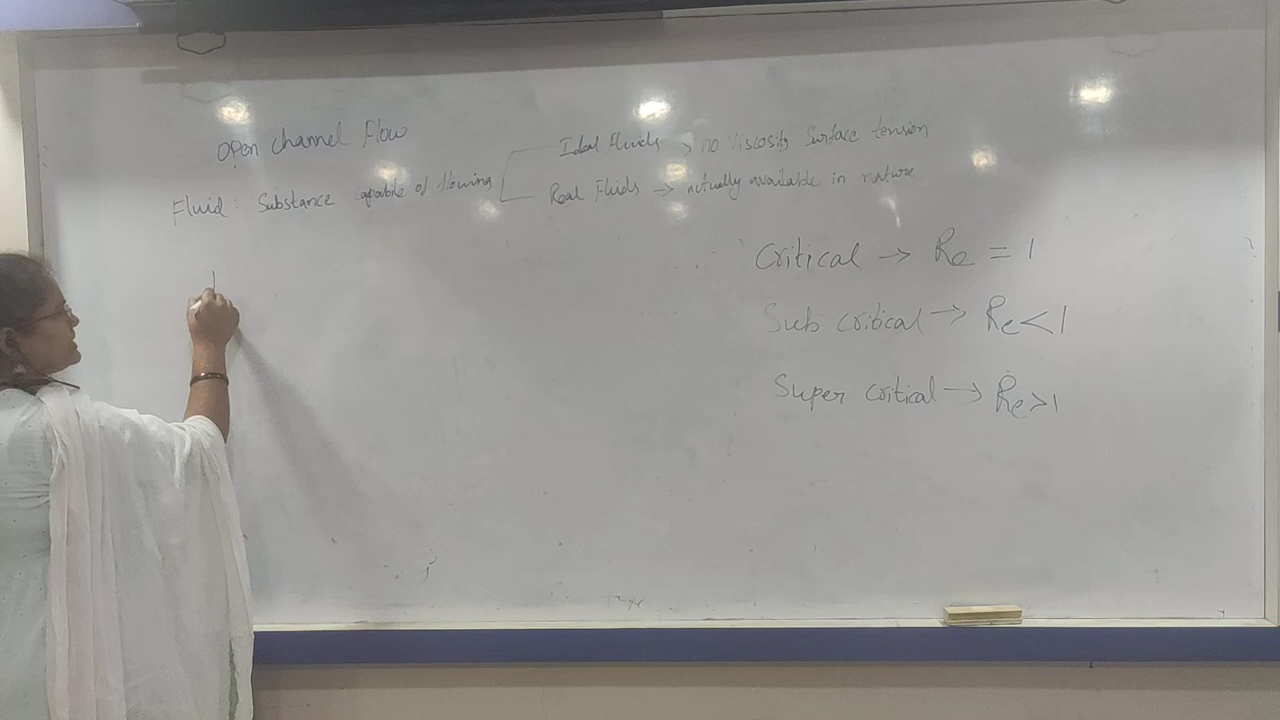 Open channel Flow
Ideal fluids → no Viscosity Surface tension
Fluid: Substance capable of flowing
Real Fluids → actually available in nature
Critical → Re = 1
Sub critical → Re < 1
Super critical → Re > 1